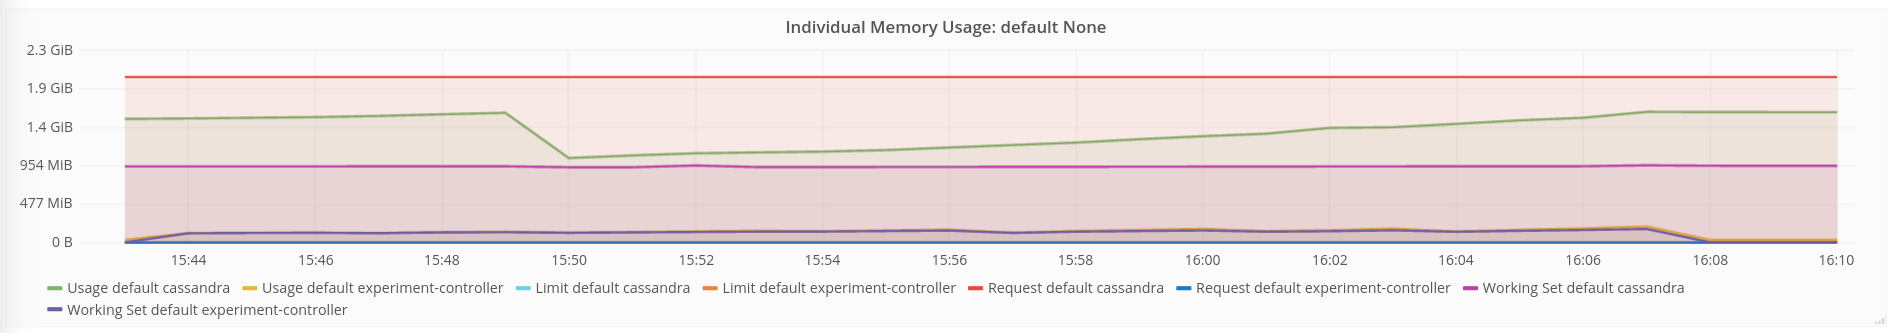 Individual Memory Usage: default None
2.3 GiB
1.9 GiB
1.4 GiB
954 MiB
477 MiB
0 B
15:44 15:46 15:48 15:50 15:52 15:54 15:56 15:58 16:00 16:02 16:04 16:06 16:08 16:10
Usage default cassandra Usage default experiment-controller Limit default cassandra Limit default experiment-controller Request default cassandra Request default experiment-controller Working Set default cassandra
Working Set default experiment-controller